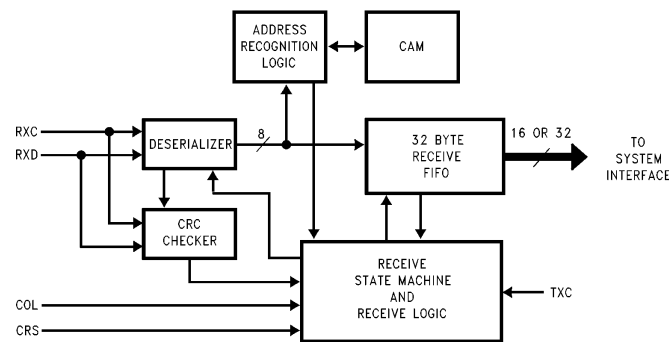 ADDRESS
RECOGNITION
LOGIC
CAM
RXC
RXD
DESERIALIZER
8
32 BYTE
RECEIVE
FIFO
16 OR 32
TO
SYSTEM
INTERFACE
CRC
CHECKER
RECEIVE
STATE MACHINE
AND
RECEIVE LOGIC
TXC
COL
CRS